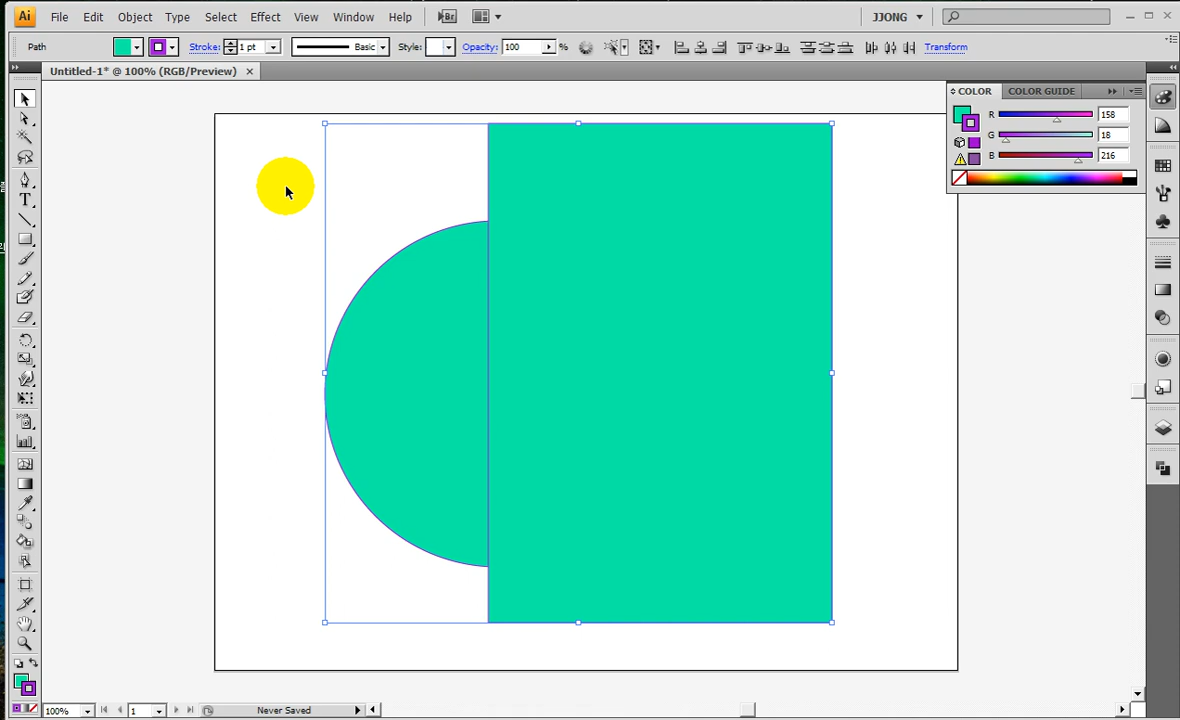 Ai File Edit Object Type Select Effect View Window Help Br JJONG
Path Stroke: 1 pt Basic Style: Opacity: 100 % Transform
Untitled-1* @ 100% (RGB/Preview) ×
COLOR COLOR GUIDE
R 158
G 18
B 216
T
100% 1 Never Saved